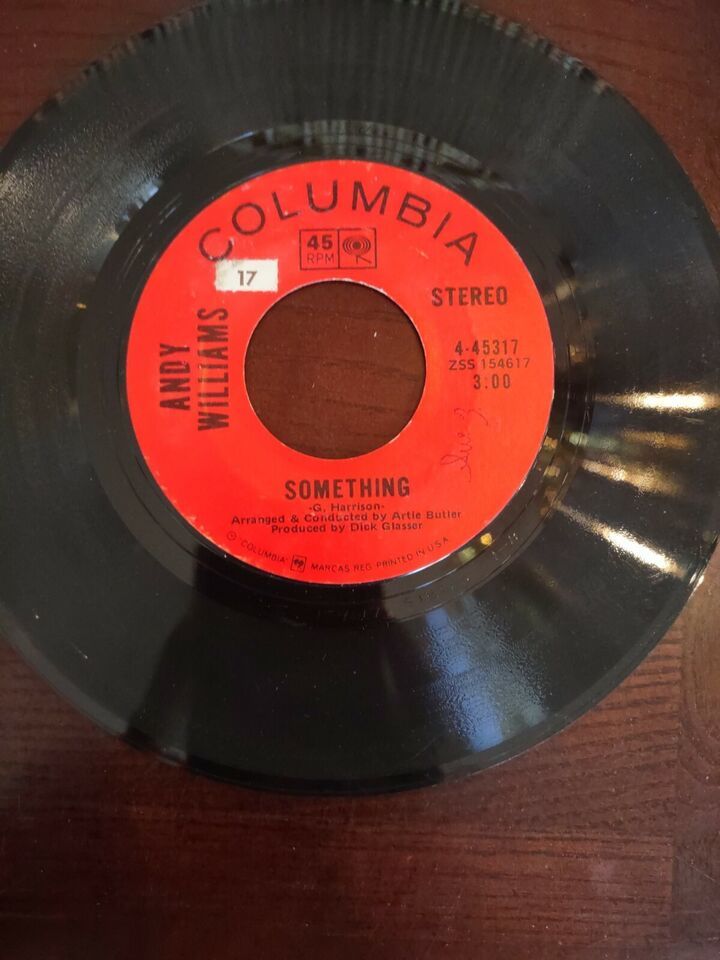 COLUMBIA
45
RPM
17
STEREO
ANDY
WILLIAMS
4-45317
ZSS 154617
3:00
SOMETHING
-G. Harrison-
Arranged & Conducted by Artie Butler
Produced by Dick Glasser
© COLUMBIA MARCAS REG. PRINTED IN U.S.A.